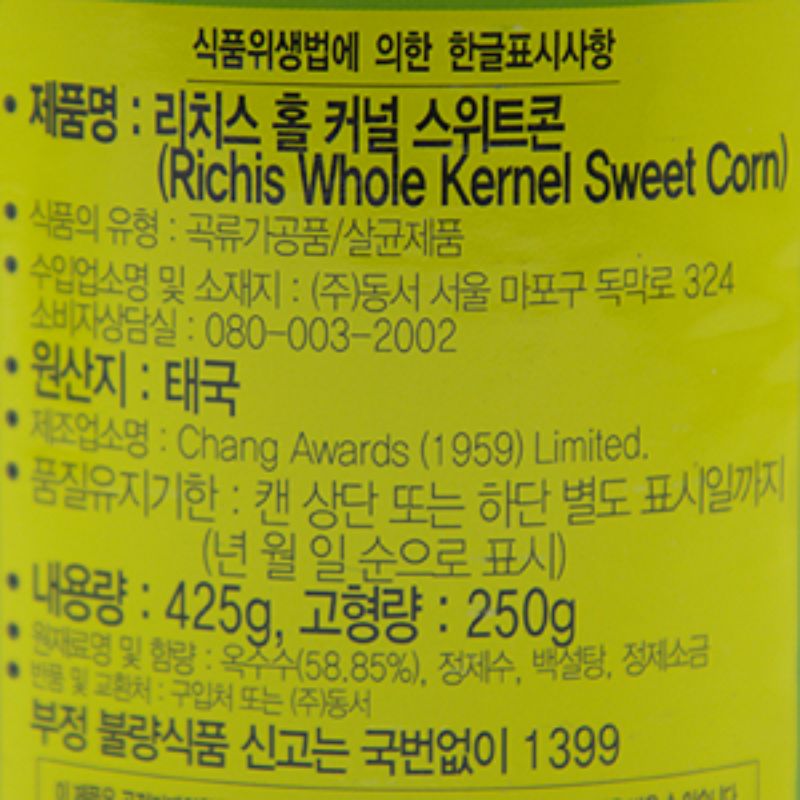 식품위생법에 의한 한글표시사항
• 제품명 : 리치스 홀 커널 스위트콘
(Richis Whole Kernel Sweet Corn)
• 식품의 유형 : 곡류가공품/살균제품
• 수입업소명 및 소재지 : (주)동서 서울 마포구 독막로 324
소비자상담실 : 080-003-2002
• 원산지 : 태국
• 제조업소명 : Chang Awards (1959) Limited.
• 품질유지기한 : 캔 상단 또는 하단 별도 표시일까지
(년 월 일 순으로 표시)
• 내용량 : 425g, 고형량 : 250g
• 원재료명 및 함량 : 옥수수(58.85%), 정제수, 백설탕, 정제소금
• 반품 및 교환처 : 구입처 또는 (주)동서
부정 불량식품 신고는 국번없이 1399